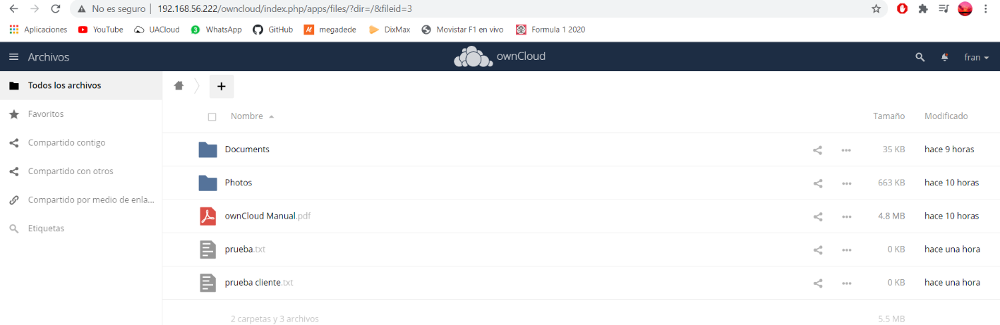 No es seguro | 192.168.56.222/owncloud/index.php/apps/files/?dir=/&fileid=3
Aplicaciones YouTube UACloud WhatsApp GitHub megadede DixMax Movistar F1 en vivo Formula 1 2020
Archivos ownCloud fran
Todos los archivos
Favoritos
Compartido contigo
Compartido con otros
Compartido por medio de enla...
Etiquetas
Nombre Tamaño Modificado
Documents 35 KB hace 9 horas
Photos 663 KB hace 10 horas
ownCloud Manual.pdf 4.8 MB hace 10 horas
prueba.txt 0 KB hace una hora
prueba cliente.txt 0 KB hace una hora
2 carpetas y 3 archivos 5.5 MB